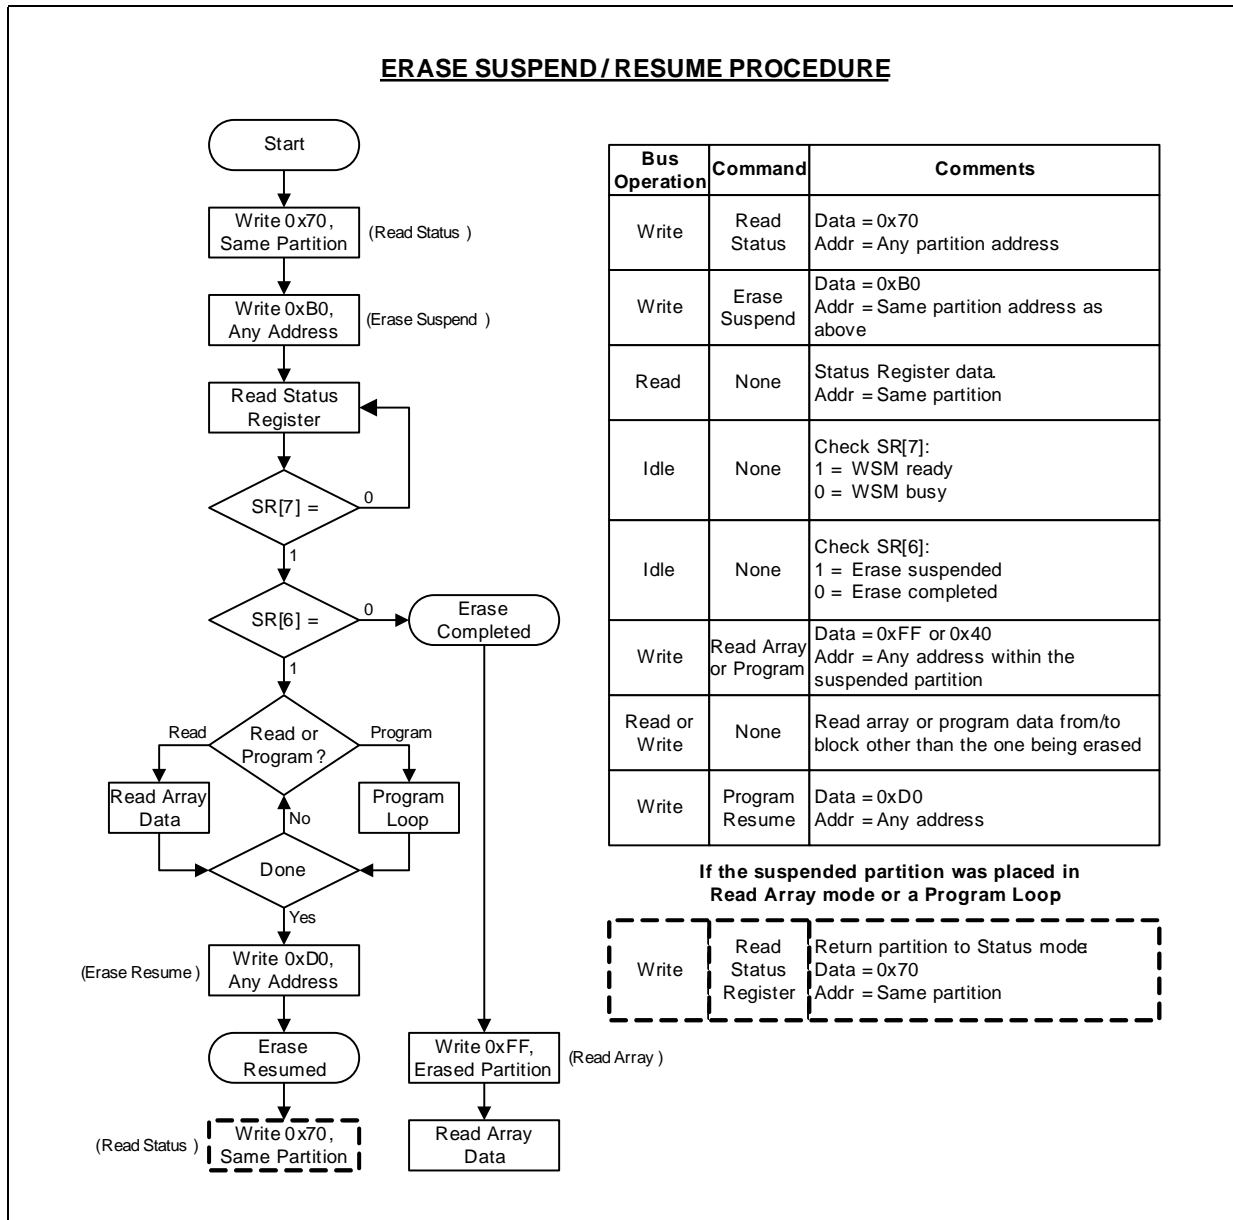 ERASE SUSPEND / RESUME PROCEDURE
Start
Write 0x70,
Same Partition
(Read Status )
Write 0xB0,
Any Address
(Erase Suspend )
Read Status
Register
SR[7] =
0
1
SR[6] =
0
Erase
Completed
1
Read or
Program ?
Read
Program
Read Array
Data
Program
Loop
No
Done
Yes
(Erase Resume )
Write 0xD0,
Any Address
Erase
Resumed
(Read Status )
Write 0x70,
Same Partition
Write 0xFF,
Erased Partition
(Read Array )
Read Array
Data
Bus
Operation
Command
Comments
Write
Read
Status
Data = 0x70
Addr = Any partition address
Write
Erase
Suspend
Data = 0xB0
Addr = Same partition address as
above
Read
None
Status Register data.
Addr = Same partition
Idle
None
Check SR[7]:
1 = WSM ready
0 = WSM busy
Idle
None
Check SR[6]:
1 = Erase suspended
0 = Erase completed
Write
Read Array
or Program
Data = 0xFF or 0x40
Addr = Any address within the
suspended partition
Read or
Write
None
Read array or program data from/to
block other than the one being erased
Write
Program
Resume
Data = 0xD0
Addr = Any address
If the suspended partition was placed in
Read Array mode or a Program Loop
Write
Read
Status
Register
Return partition to Status mode:
Data = 0x70
Addr = Same partition